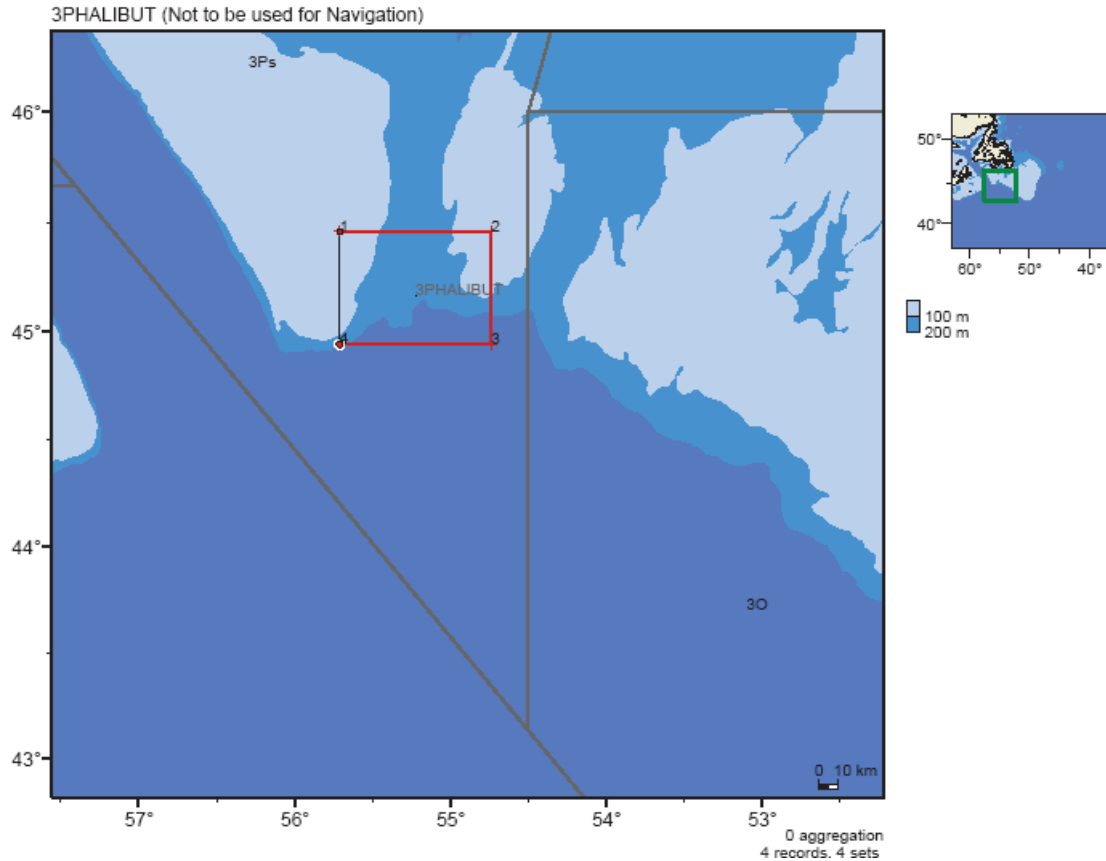 3PHALIBUT (Not to be used for Navigation)
3Ps
46°
1
2
3PHALIBUT
45°
4
3
44°
3O
43°
0 10 km
57°
56°
55°
54°
53°
0 aggregation
4 records, 4 sets
50°
40°
60°
50°
40°
100 m
200 m